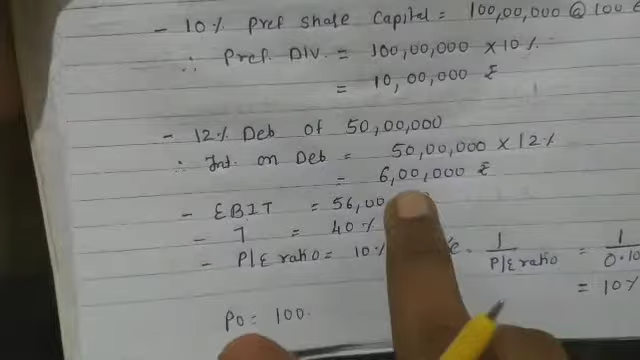 - 10% Pref share Capital = 100,00,000 @ 100
∴ Pref. DIV. = 100,00,000 × 10%
= 10,00,000 ₹
- 12% Deb of 50,00,000
∴ Int. on Deb = 50,00,000 × 12%
= 6,00,000 ₹
- EBIT = 56,00
- T = 40%
- P/E ratio = 10% 1/P/E ratio = 1/0.10
= 10%
P0 = 100.